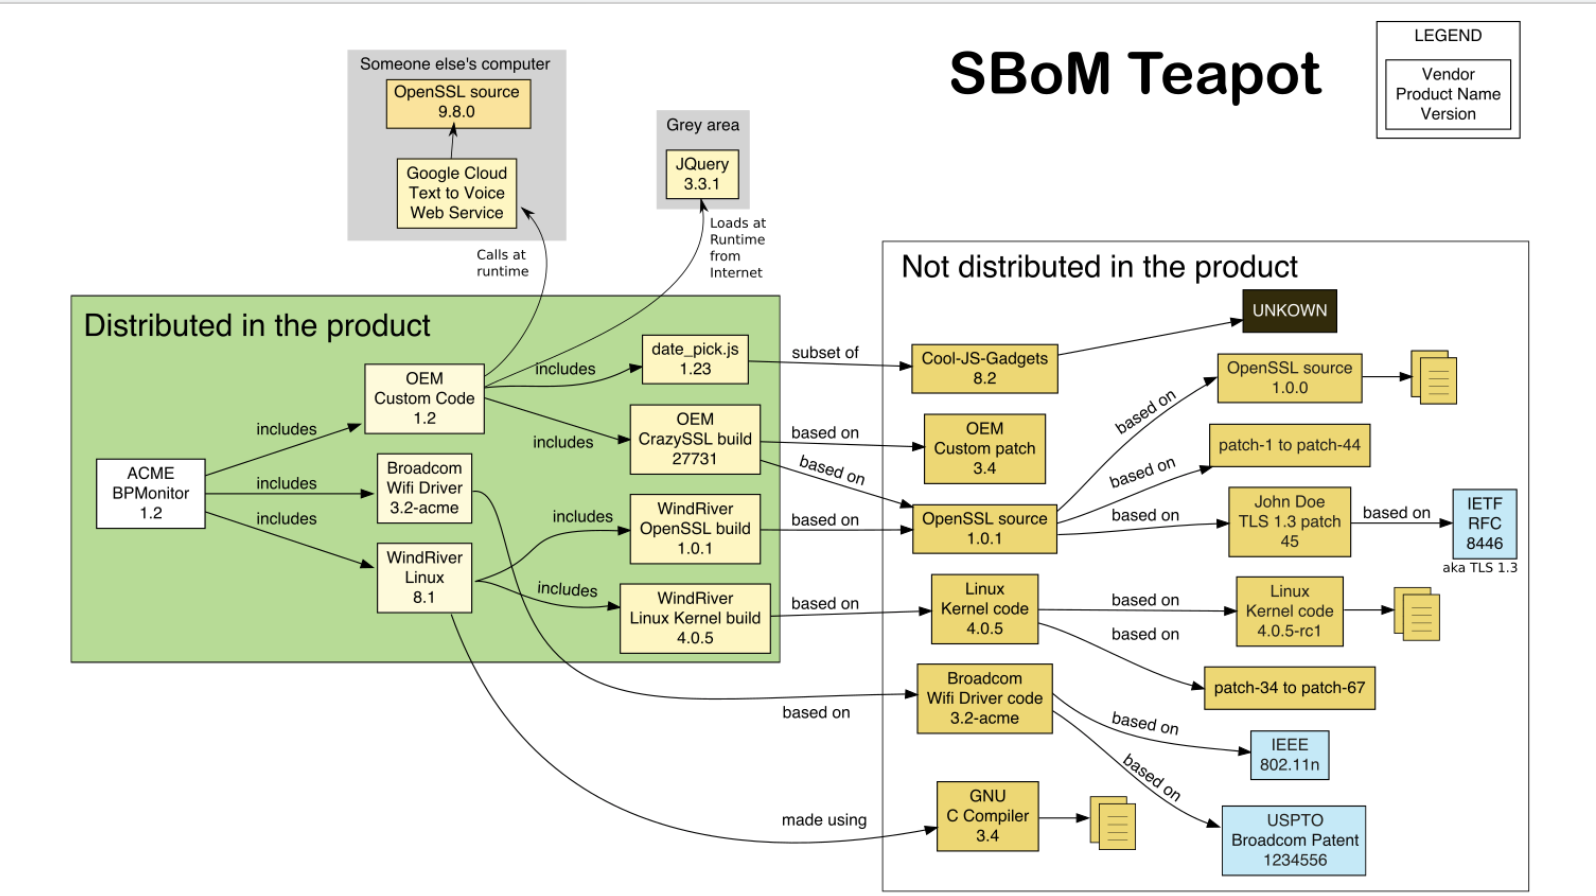 SBoM Teapot
LEGEND
Vendor
Product Name
Version
Someone else's computer
OpenSSL source
9.8.0
Google Cloud
Text to Voice
Web Service
Calls at
runtime
Grey area
JQuery
3.3.1
Loads at
Runtime
from
Internet
Distributed in the product
ACME
BPMonitor
1.2
includes
includes
includes
OEM
Custom Code
1.2
Broadcom
Wifi Driver
3.2-acme
WindRiver
Linux
8.1
includes
includes
includes
includes
date_pick.js
1.23
OEM
CrazySSL build
27731
WindRiver
OpenSSL build
1.0.1
WindRiver
Linux Kernel build
4.0.5
subset of
based on
based on
based on
based on
based on
made using
Not distributed in the product
Cool-JS-Gadgets
8.2
OEM
Custom patch
3.4
OpenSSL source
1.0.1
Linux
Kernel code
4.0.5
Broadcom
Wifi Driver code
3.2-acme
GNU
C Compiler
3.4
based on
based on
based on
based on
based on
based on
based on
UNKOWN
OpenSSL source
1.0.0
patch-1 to patch-44
John Doe
TLS 1.3 patch
45
based on
IETF
RFC
8446
aka TLS 1.3
Linux
Kernel code
4.0.5-rc1
patch-34 to patch-67
IEEE
802.11n
USPTO
Broadcom Patent
1234556